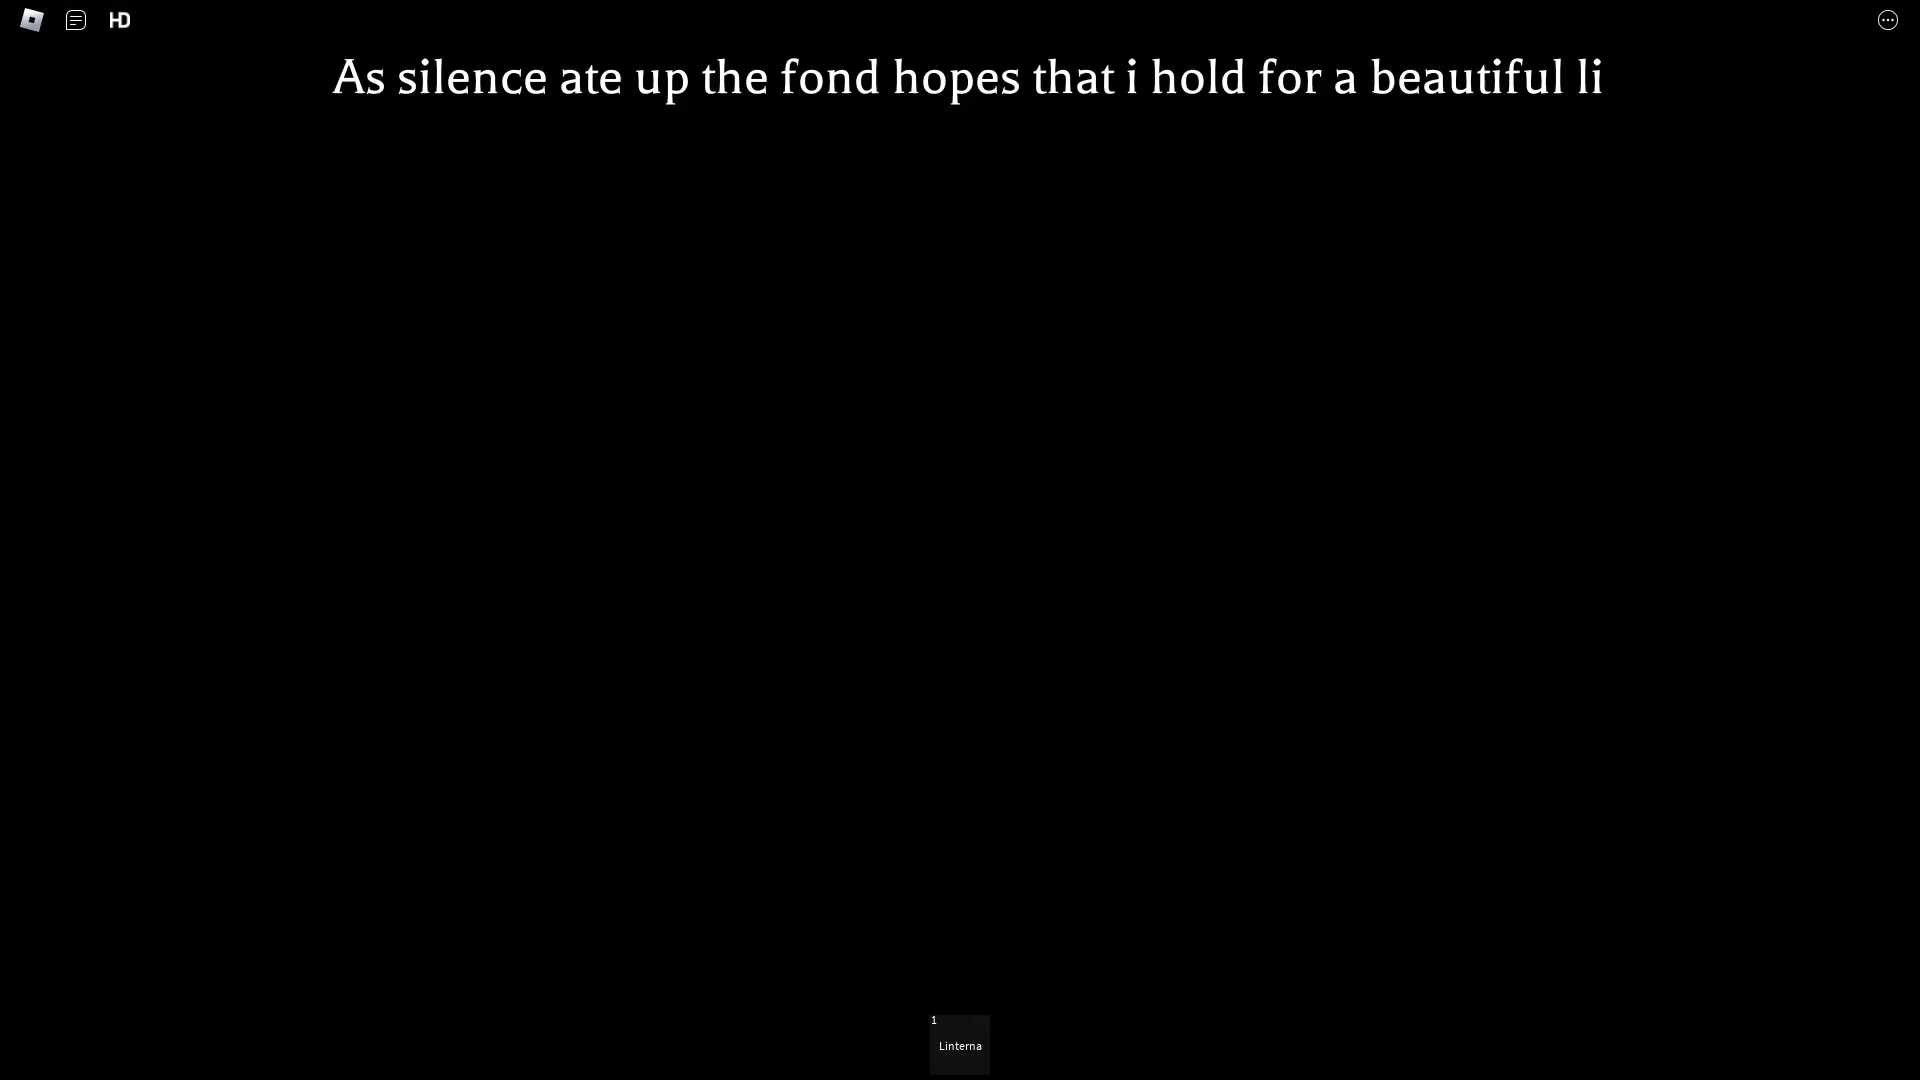 HD
As silence ate up the fond hopes that i hold for a beautiful li
1
Linterna